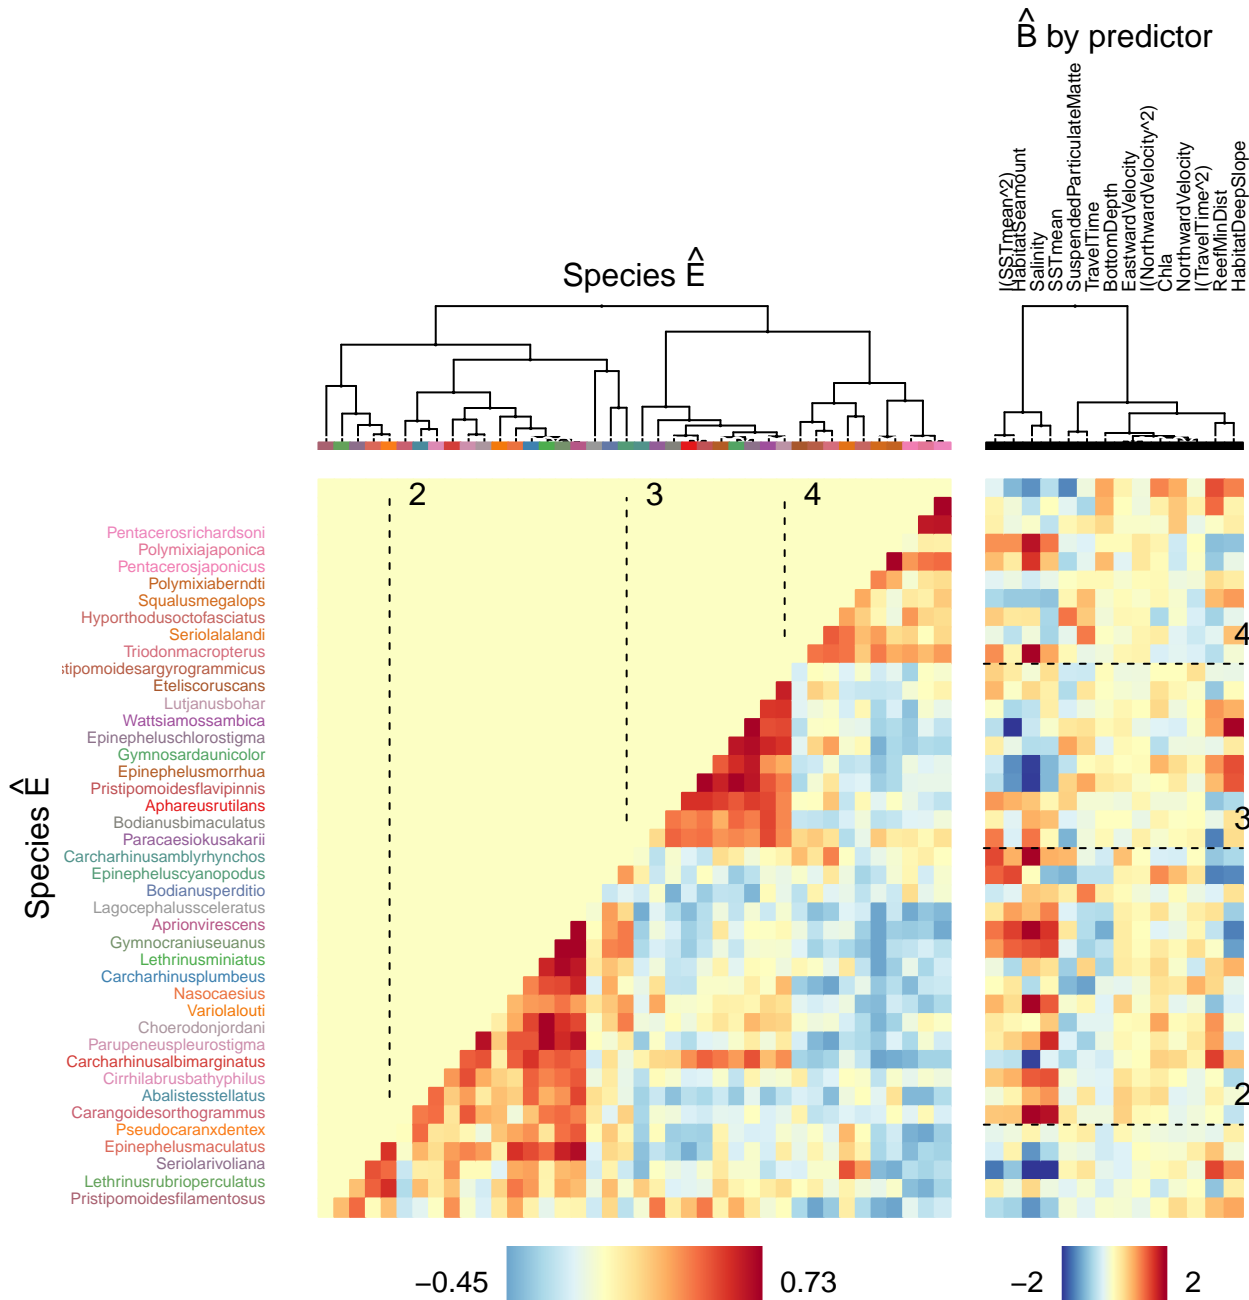 B̂ by predictor
I(SSTmean^2)
HabitatSeamount
Salinity
SSTmean
SuspendedParticulateMatte
TravelTime
BottomDepth
EastwardVelocity
I(NorthwardVelocity^2)
Chla
NorthwardVelocity
I(TravelTime^2)
ReefMinDist
HabitatDeepSlope
Species Ê
2
3
4
Pentacerosrichardsoni
Polymixiajaponica
Pentacerosjaponicus
Polymixiaberndti
Squalusmegalops
Hyporthodusoctofasciatus
Seriolalalandi
Triodonmacropterus
stipomoidesargyrogrammicus
Eteliscoruscans
Lutjanusbohar
Wattsiamossambica
Epinepheluschlorostigma
Gymnosardaunicolor
Epinephelusmorrhua
Pristipomoidesflavipinnis
Aphareusrutilans
Bodianusbimaculatus
Paracaesiokusakarii
Carcharhinusamblyrhynchos
Epinepheluscyanopodus
Bodianusperditio
Lagocephalussceleratus
Aprionvirescens
Gymnocraniuseuanus
Lethrinusminiatus
Carcharhinusplumbeus
Nasocaesius
Variolalouti
Choerodonjordani
Parupeneuspleurostigma
Carcharhinusalbimarginatus
Cirrhilabrusbathyphilus
Abalistesstellatus
Carangoidesorthogrammus
Pseudocaranxdentex
Epinephelusmaculatus
Seriolarivoliana
Lethrinusrubrioperculatus
Pristipomoidesfilamentosus
Species Ê
4
3
2
−0.45
0.73
−2
2